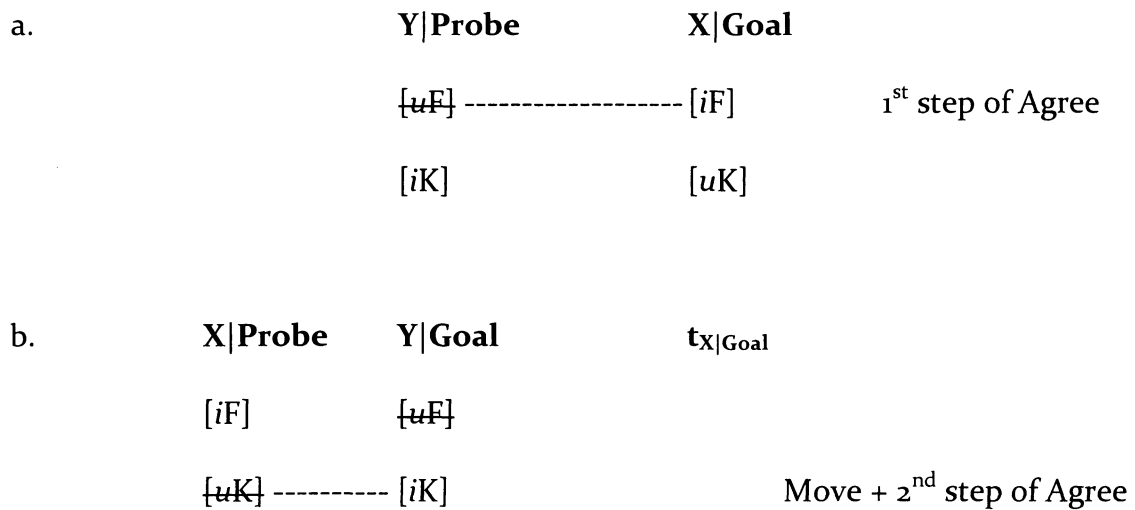 a. Y|Probe X|Goal
[uF] -------------------- [iF] 1st step of Agree
[iK] [uK]
b. X|Probe Y|Goal tX|Goal
[iF] [uF]
[uK] ---------- [iK] Move + 2nd step of Agree